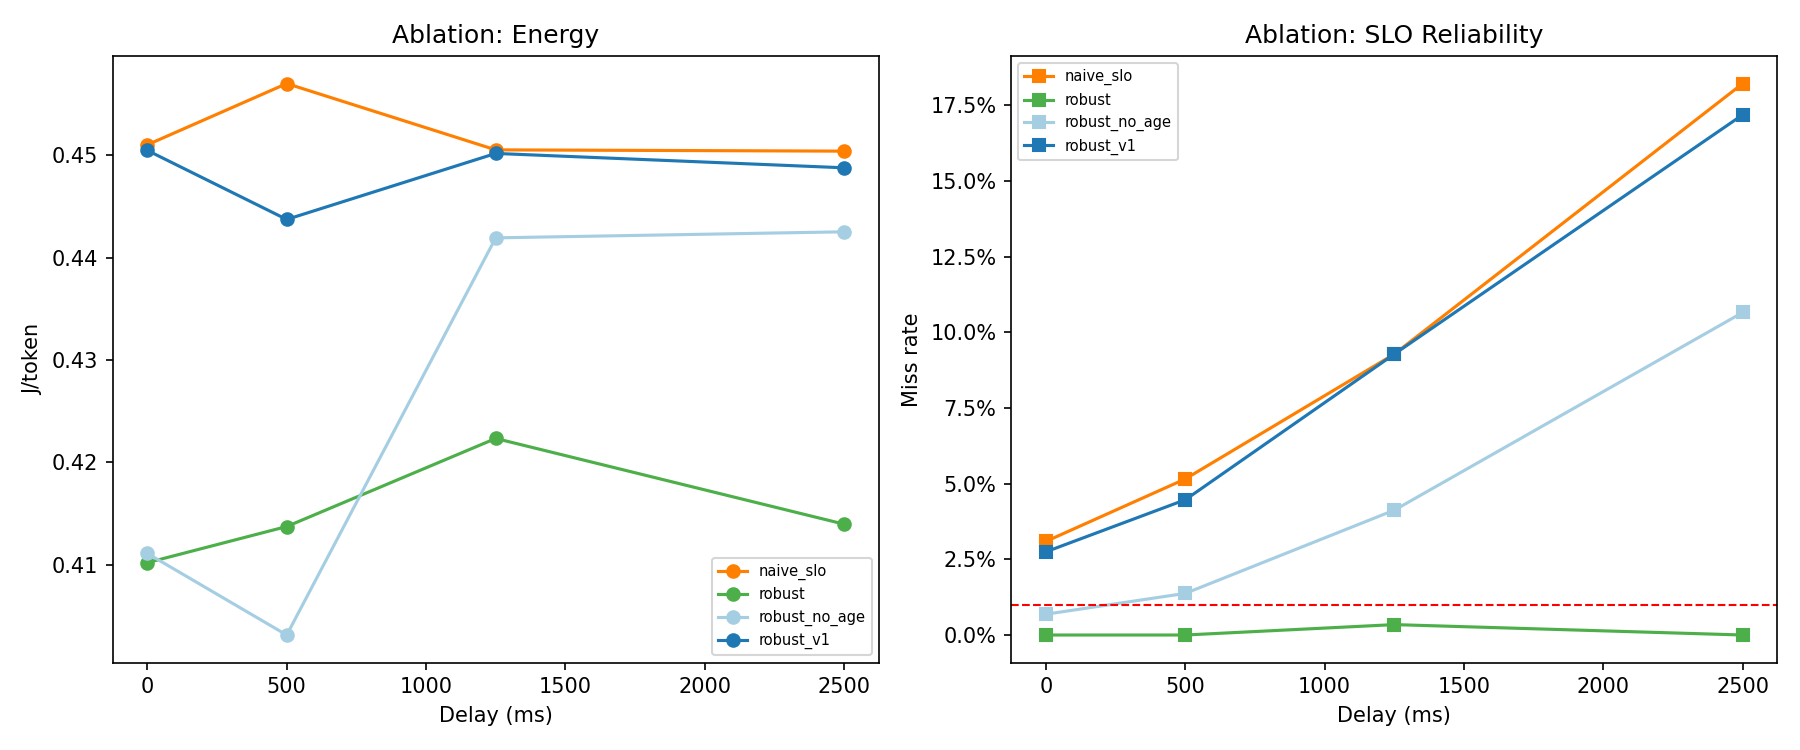 Ablation: Energy
J/token
0.45
0.44
0.43
0.42
0.41
0 500 1000 1500 2000 2500
Delay (ms)
naive_slo
robust
robust_no_age
robust_v1
Ablation: SLO Reliability
Miss rate
17.5%
15.0%
12.5%
10.0%
7.5%
5.0%
2.5%
0.0%
0 500 1000 1500 2000 2500
Delay (ms)
naive_slo
robust
robust_no_age
robust_v1